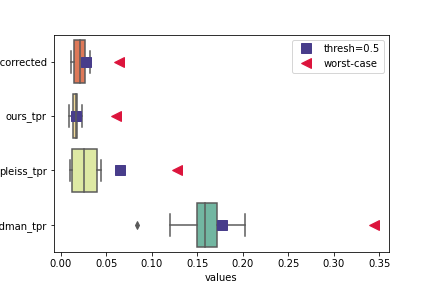 thresh=0.5
worst-case
corrected
ours_tpr
pleiss_tpr
dman_tpr
0.00 0.05 0.10 0.15 0.20 0.25 0.30 0.35
values